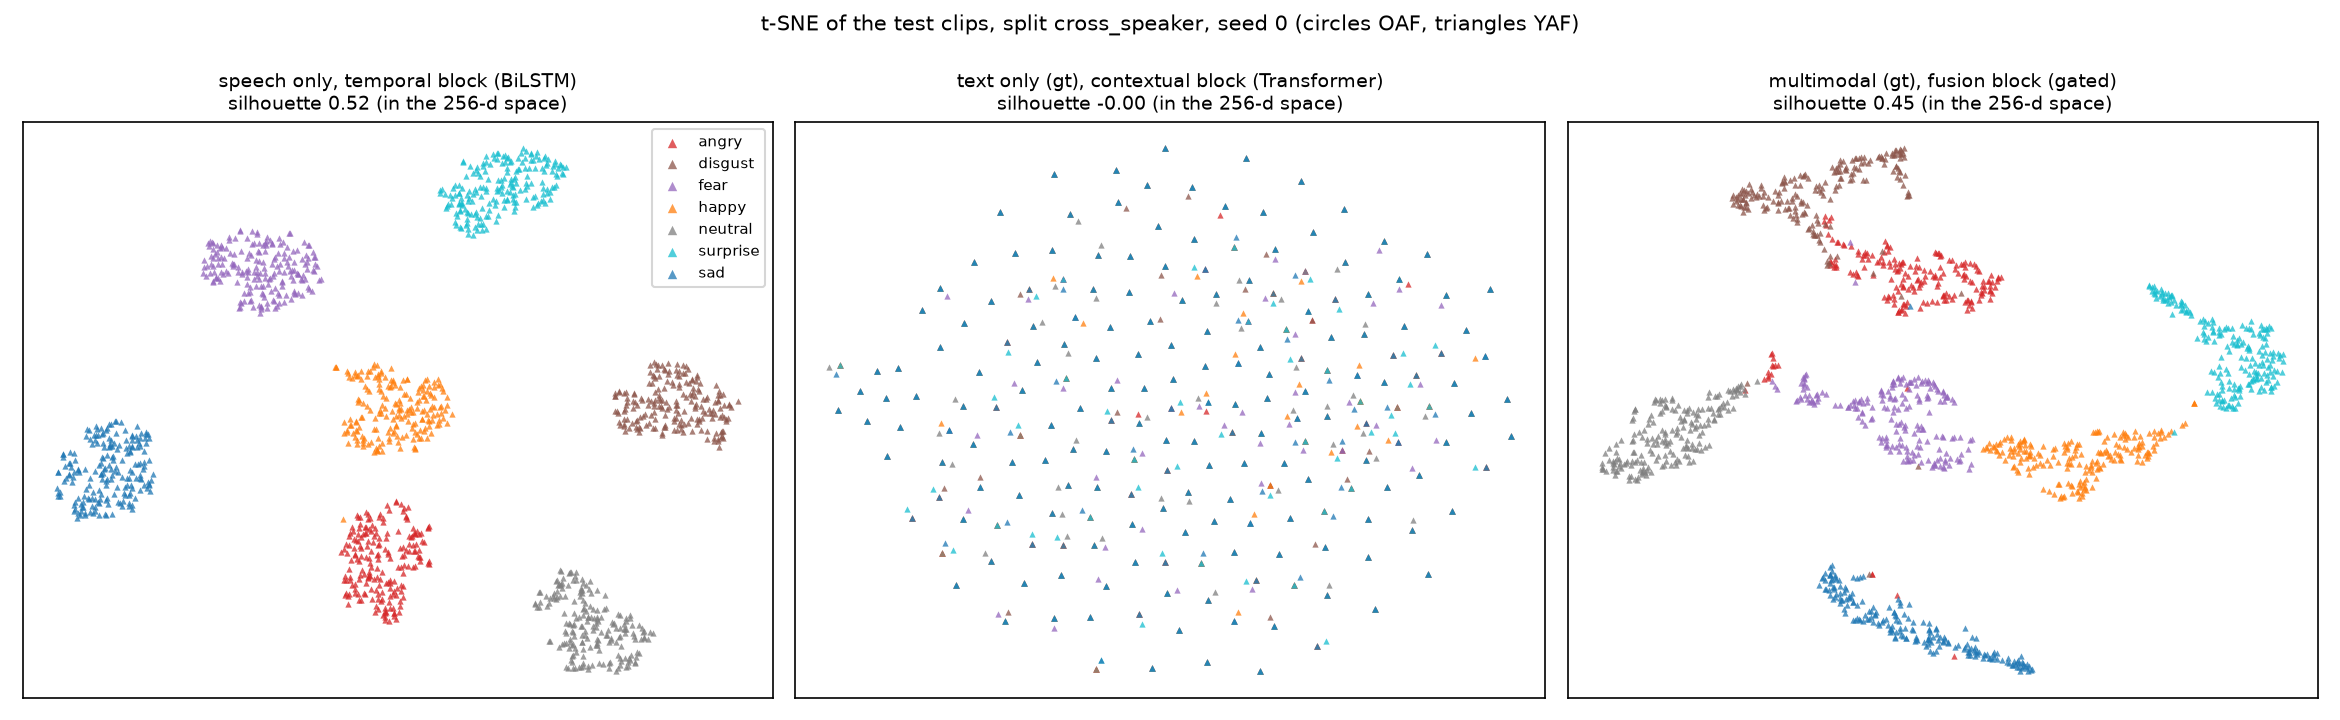 t-SNE of the test clips, split cross_speaker, seed 0 (circles OAF, triangles YAF)
speech only, temporal block (BiLSTM)
silhouette 0.52 (in the 256-d space)
angry
disgust
fear
happy
neutral
surprise
sad
text only (gt), contextual block (Transformer)
silhouette -0.00 (in the 256-d space)
multimodal (gt), fusion block (gated)
silhouette 0.45 (in the 256-d space)